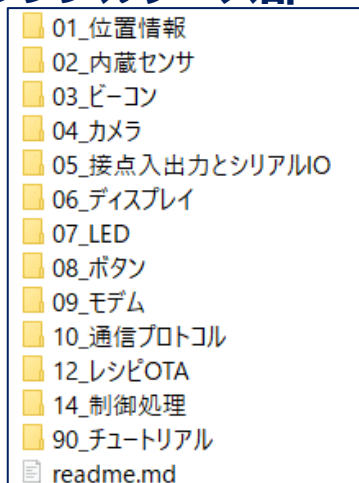 01_位置情報
02_内蔵センサ
03_ビーコン
04_カメラ
05_接点入出力とシリアルIO
06_ディスプレイ
07_LED
08_ボタン
09_モデム
10_通信プロトコル
12_レシピOTA
14_制御処理
90_チュートリアル
readme.md